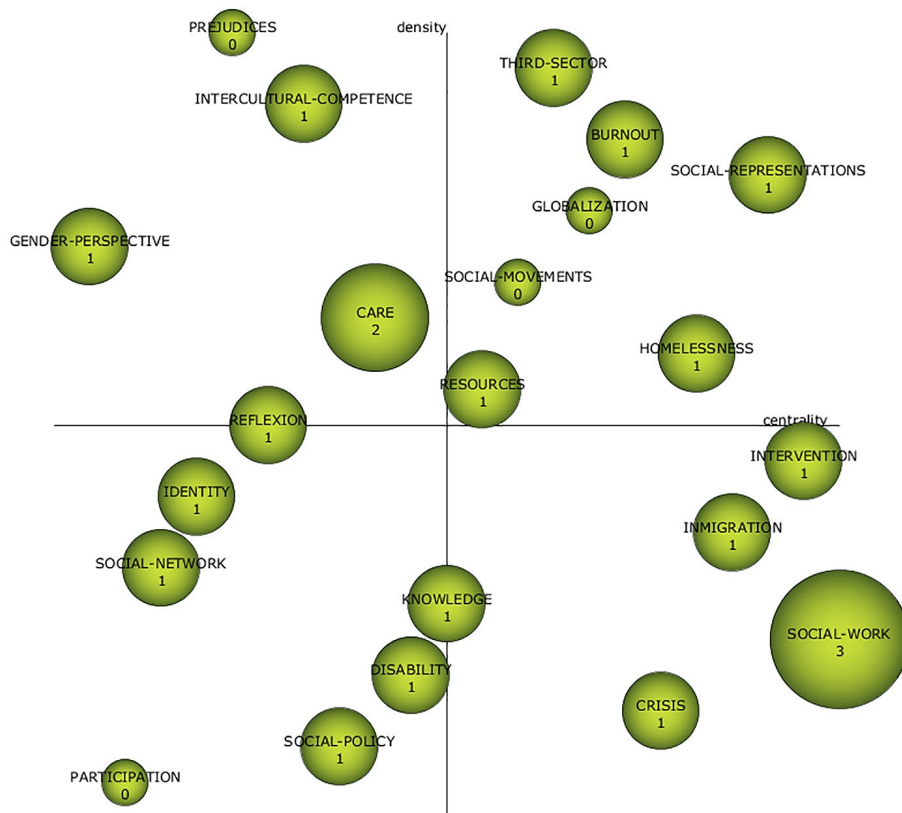 PREJUDICES
0
density
THIRD-SECTOR
1
INTERCULTURAL-COMPETENCE
1
BURNOUT
1
SOCIAL-REPRESENTATIONS
1
GLOBALIZATION
0
GENDER-PERSPECTIVE
1
SOCIAL-MOVEMENTS
0
CARE
2
HOMELESSNESS
1
RESOURCES
1
REFLEXION
1
centrality
INTERVENTION
1
IDENTITY
1
INMIGRATION
1
SOCIAL-NETWORK
1
KNOWLEDGE
1
SOCIAL-WORK
3
DISABILITY
1
CRISIS
1
SOCIAL-POLICY
1
PARTICIPATION
0